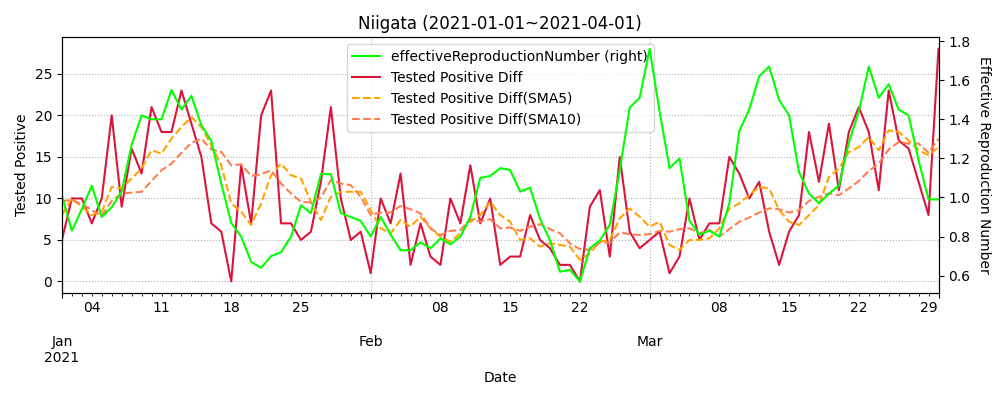 Niigata (2021-01-01~2021-04-01)
effectiveReproductionNumber (right)
Tested Positive Diff
Tested Positive Diff(SMA5)
Tested Positive Diff(SMA10)
Tested Positive
25
20
15
10
5
0
1.8
1.6
1.4
1.2
1.0
0.8
0.6
Effective Reproduction Number
04 11 18 25 08 15 22 08 15 22 29
Jan Feb Mar
2021
Date